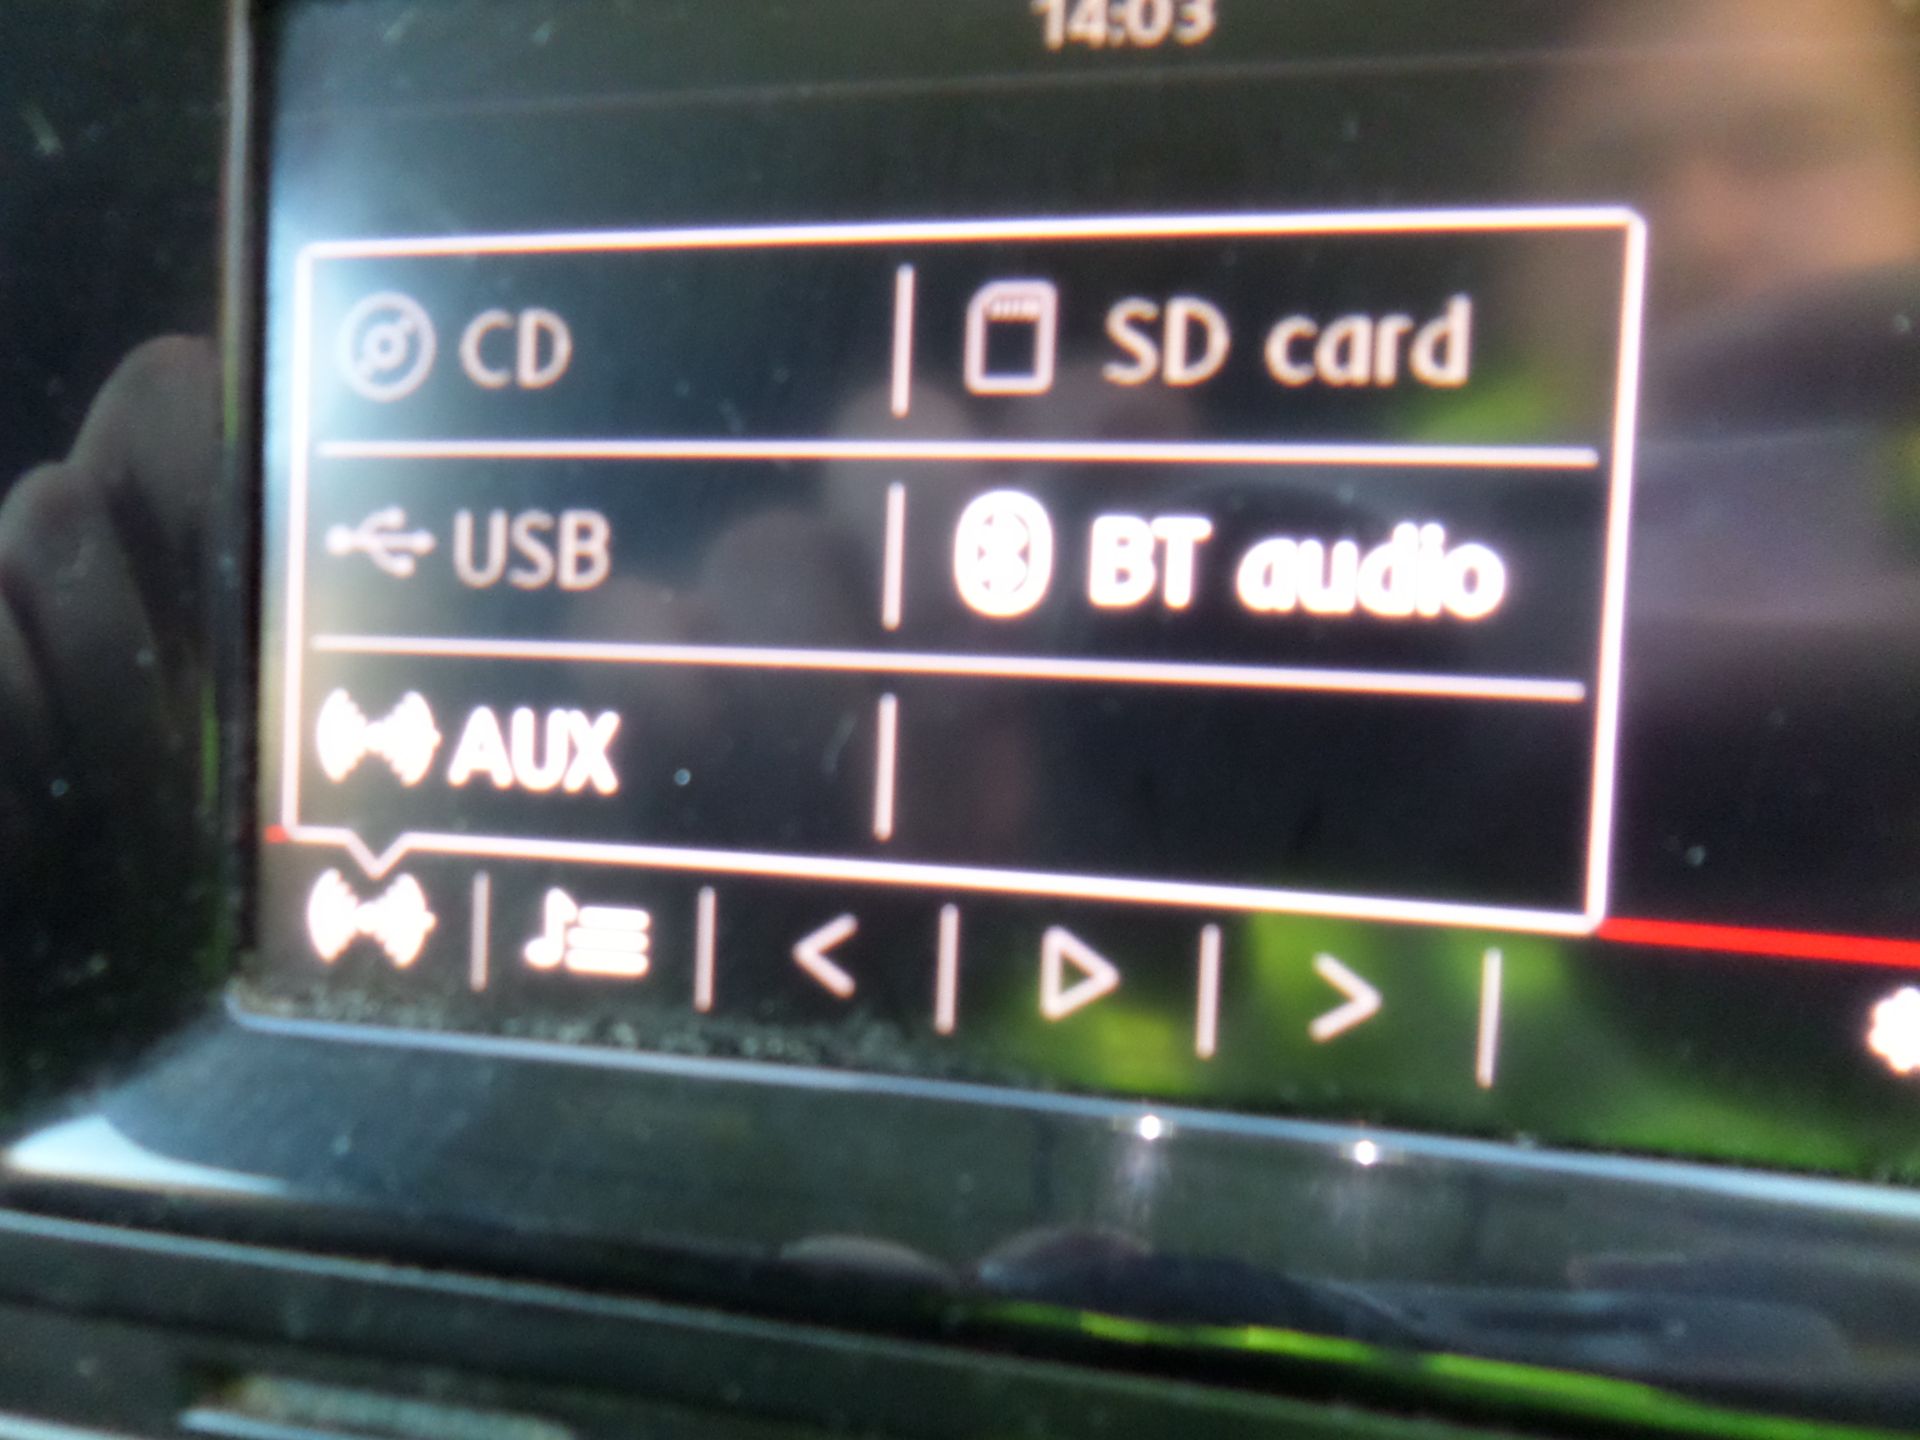 14:03
CD
SD card
USB
BT audio
AUX